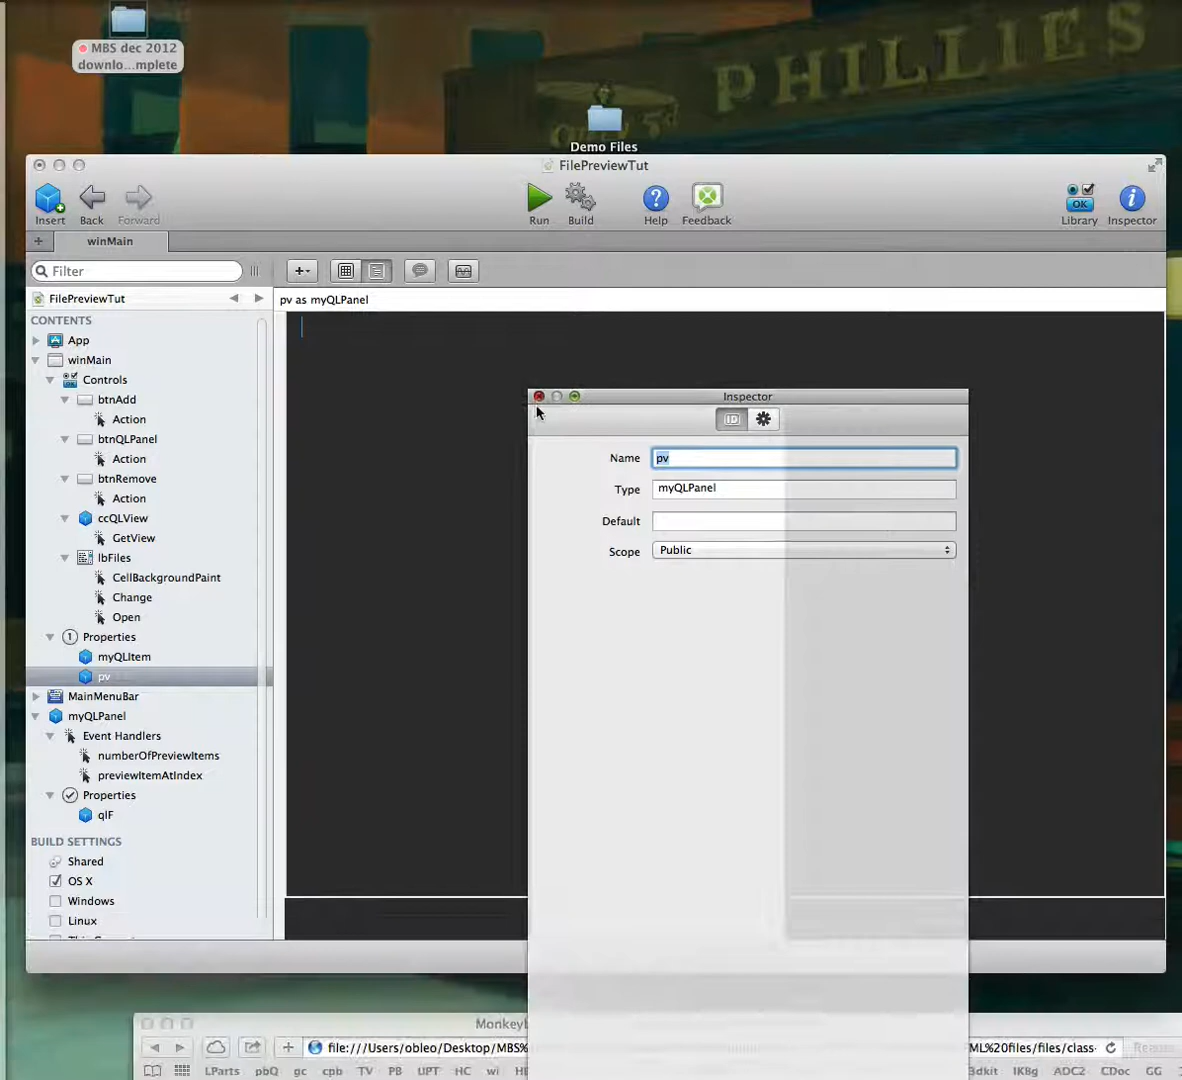 PHILLIES
Only 5¢
MBS dec 2012
downlo...mplete
Demo Files
FilePreviewTut
Insert
Back
Forward
Run
Build
Help
Feedback
OK
Library
Inspector
winMain
Filter
FilePreviewTut
pv as myQLPanel
CONTENTS
App
winMain
Controls
btnAdd
Action
btnQLPanel
Action
btnRemove
Action
ccQLView
GetView
lbFiles
CellBackgroundPaint
Change
Open
Properties
myQLItem
pv
MainMenuBar
myQLPanel
Event Handlers
numberOfPreviewItems
previewItemAtIndex
Properties
qlF
BUILD SETTINGS
Shared
OS X
Windows
Linux
Inspector
ID
Name pv
Type myQLPanel
Default
Scope Public
file:///Users/obleo/Desktop/MBS%
ML%20files/files/class-
LParts pbQ gc cpb TV PB UPT HC wi
3dkit IKBg ADC2 CDoc GG